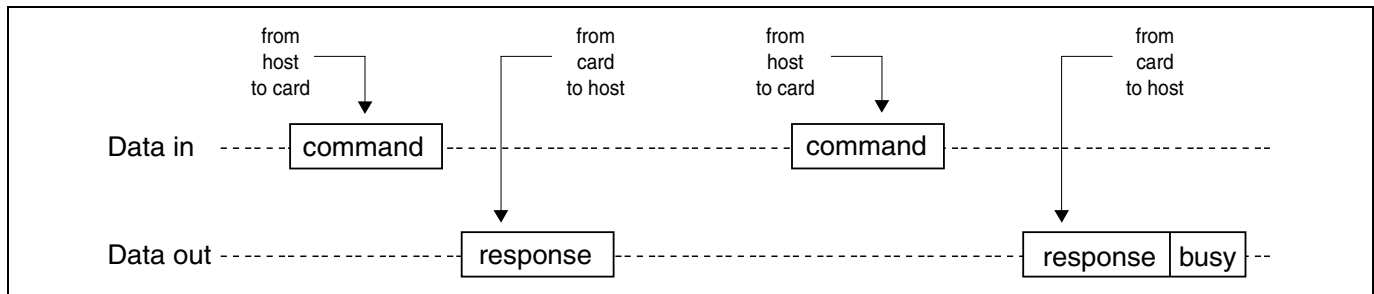 from
host
to card
from
card
to host
from
host
to card
from
card
to host
Data in
command
command
Data out
response
response
busy